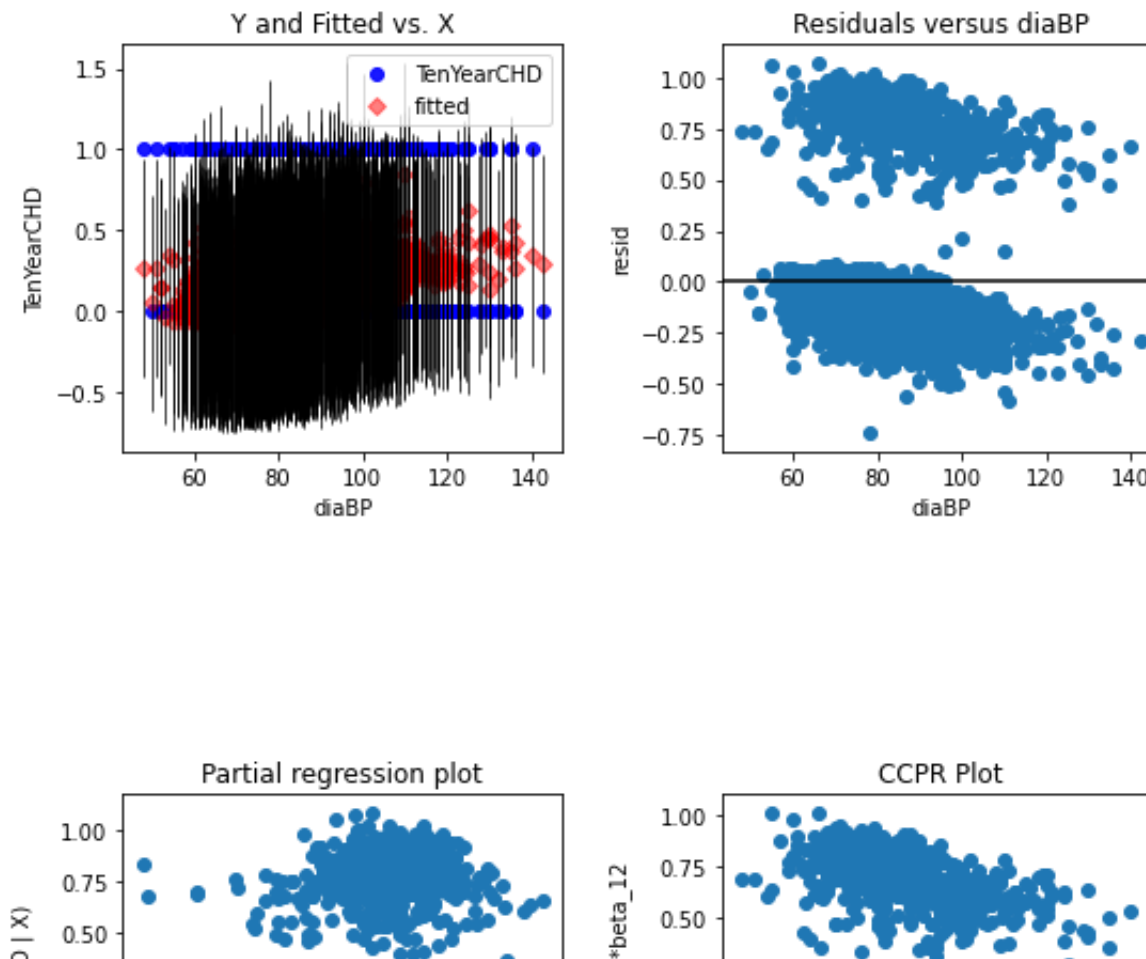 Y and Fitted vs. X
TenYearCHD
fitted
1.5
1.0
0.5
0.0
−0.5
TenYearCHD
60 80 100 120 140
diaBP
Residuals versus diaBP
1.00
0.75
0.50
0.25
0.00
−0.25
−0.50
−0.75
resid
60 80 100 120 140
diaBP
Partial regression plot
1.00
0.75
0.50
| X)
CCPR Plot
1.00
0.75
0.50
*beta_12